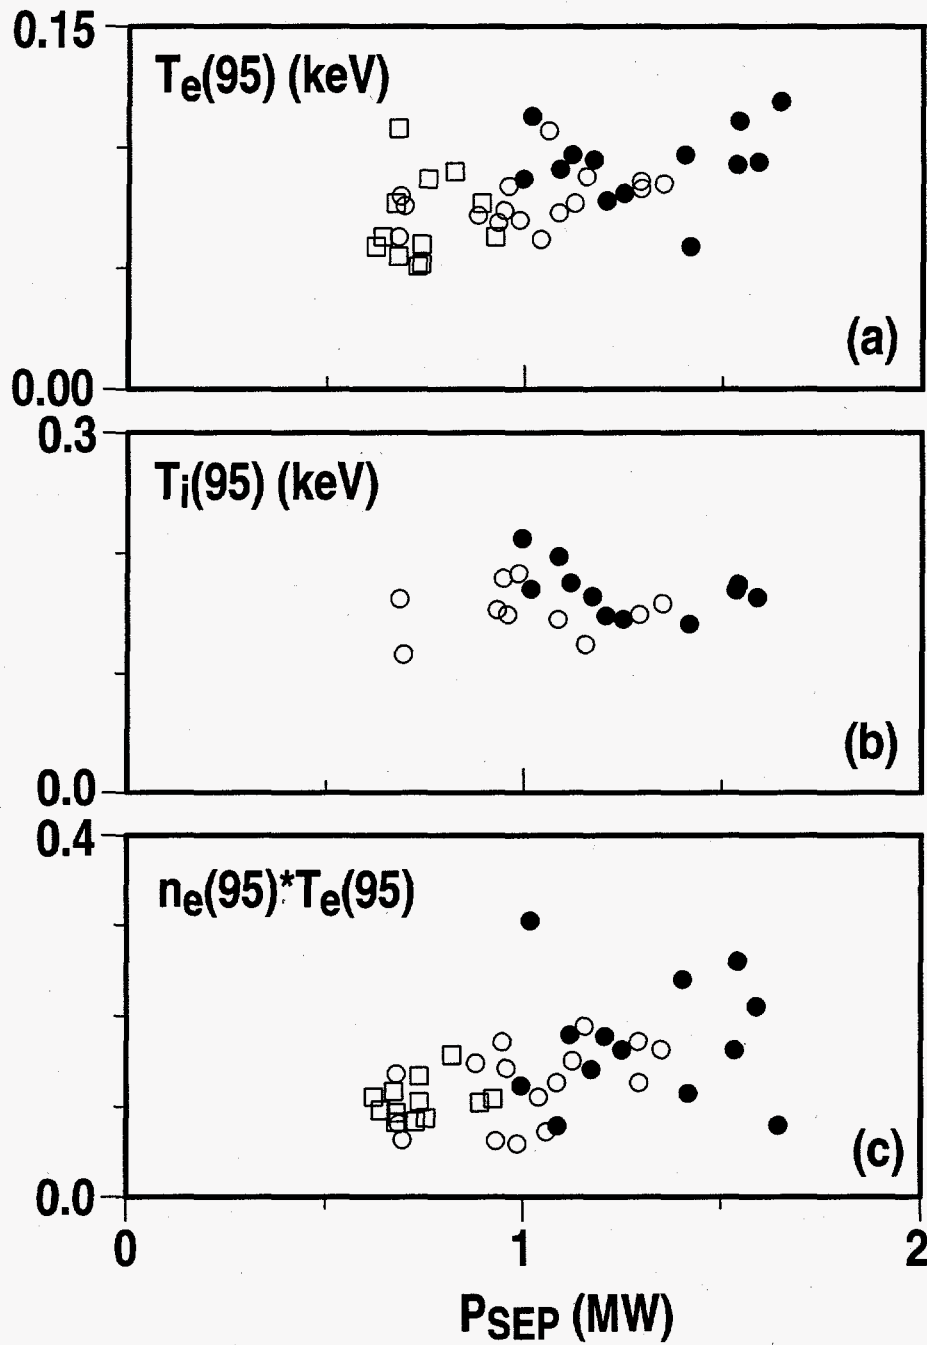 0.15
Te(95) (keV)
(a)
0.00
0.3
Ti(95) (keV)
(b)
0.0
0.4
ne(95)*Te(95)
(c)
0.0
0 1 2
PSEP (MW)